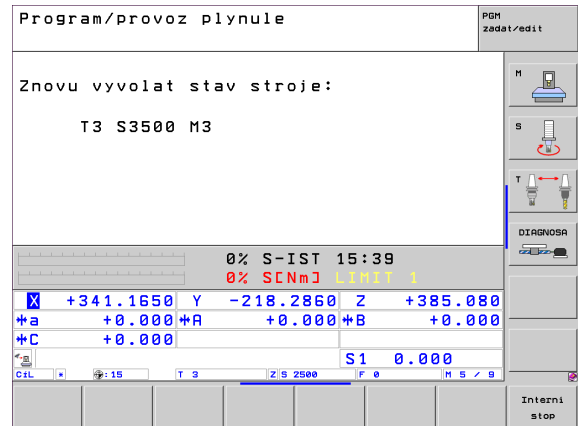 Program/provoz plynule
PGM
zadat/edit
Znovu vyvolat stav stroje:
T3 S3500 M3
M
S
T
DIAGNOSA
0% S-IST 15:39
0% S[Nm] LIMIT 1
X +341.1650 Y -218.2860 Z +385.080
a +0.000 A +0.000 B +0.000
C +0.000
S1 0.000
CíL * :15 T 3 Z S 2500 F 0 M 5 / 9
Interni
stop